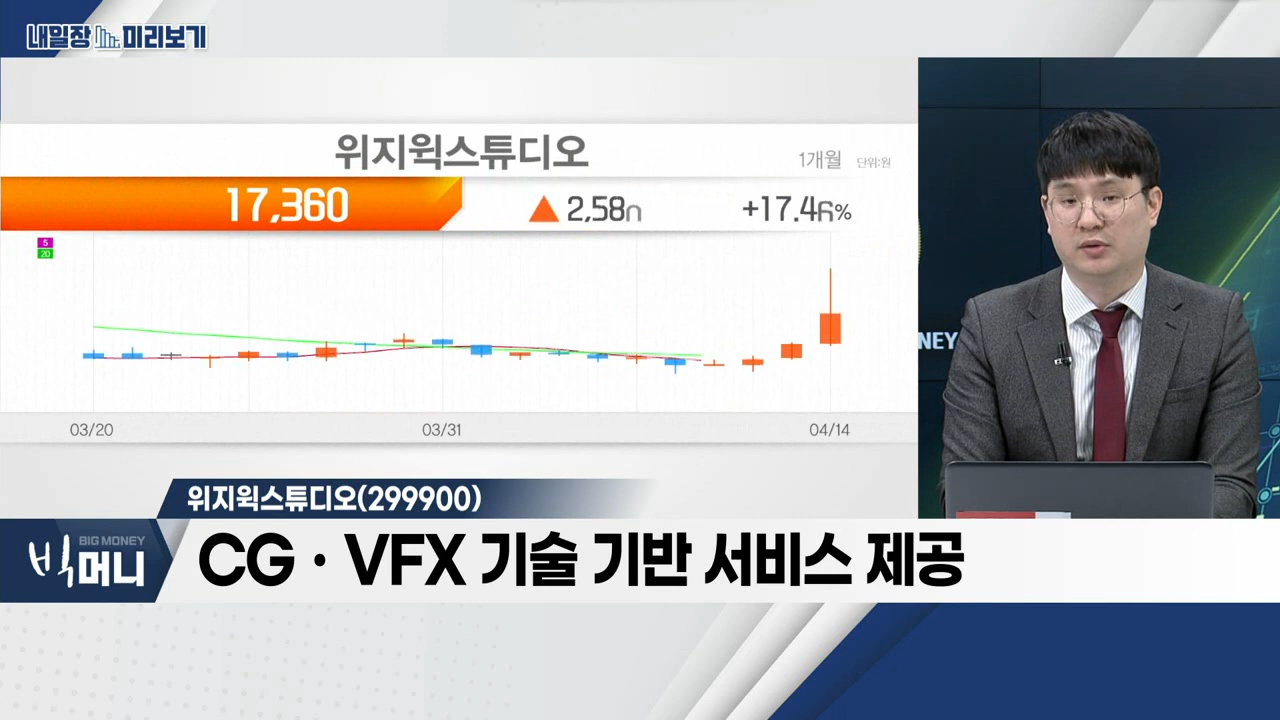 내일장 미리보기
위지윅스튜디오
1개월 단위:원
17,360 ▲ 2,58 +17.46%
5
20
NEY
03/20 03/31 04/14
위지윅스튜디오(299900)
BIG MONEY
빅머니
CG · VFX 기술 기반 서비스 제공